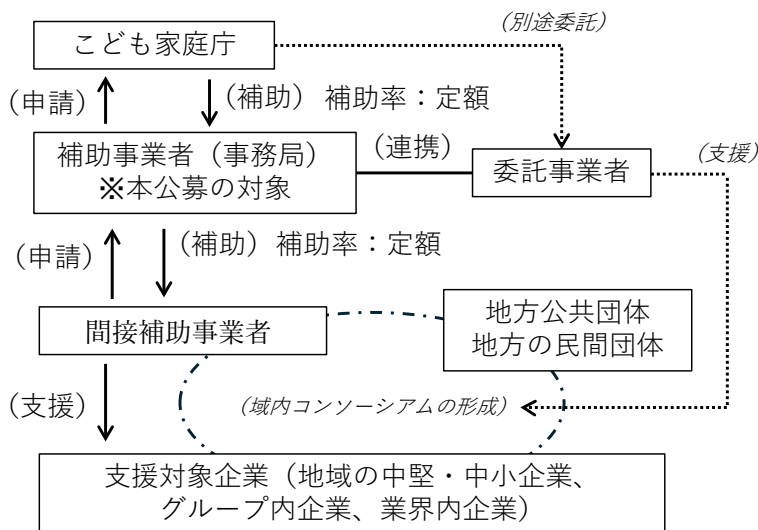 （別途委託）
こども家庭庁
（申請）
（補助）補助率：定額
補助事業者（事務局）
※本公募の対象
（連携）
委託事業者
（支援）
（申請）
（補助）補助率：定額
間接補助事業者
地方公共団体
地方の民間団体
（支援）
（域内コンソーシアムの形成）
支援対象企業（地域の中堅・中小企業、
グループ内企業、業界内企業）